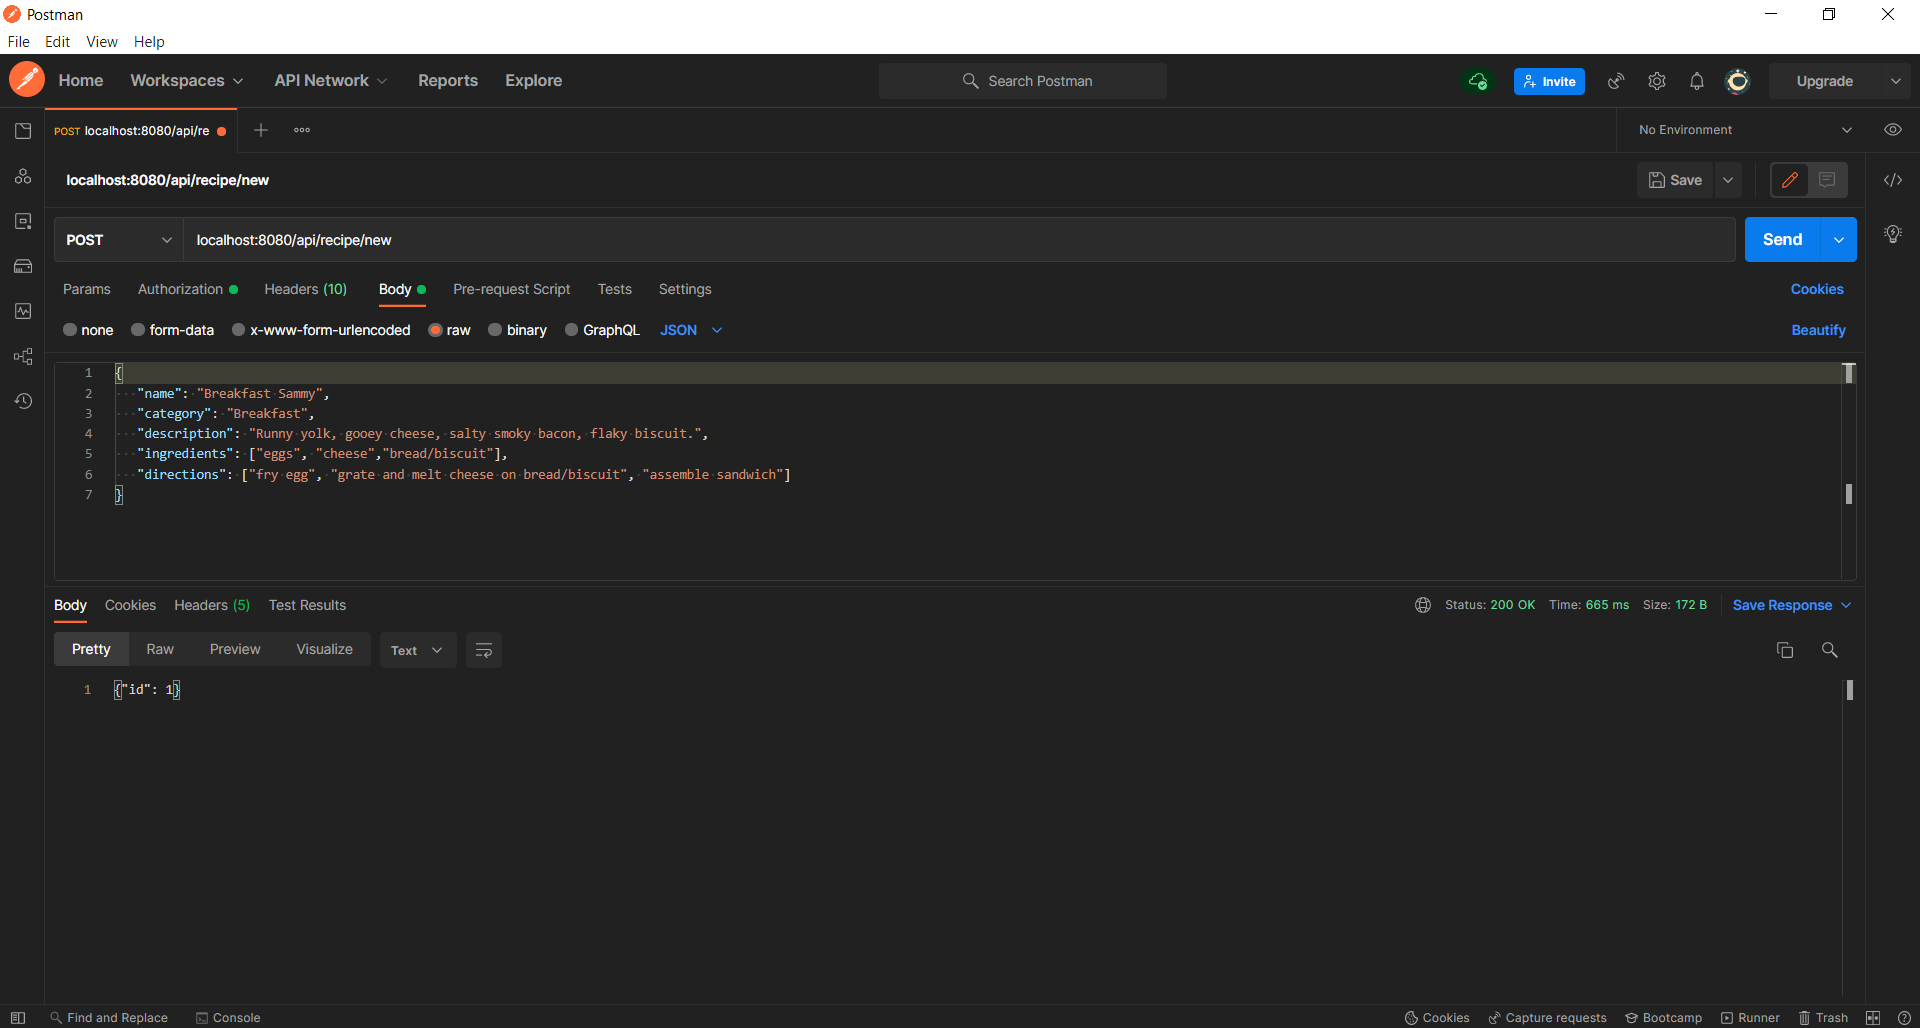 Postman
File Edit View Help
Home Workspaces API Network Reports Explore Search Postman Invite Upgrade
POST localhost:8080/api/re No Environment
localhost:8080/api/recipe/new Save
POST localhost:8080/api/recipe/new Send
Params Authorization Headers (10) Body Pre-request Script Tests Settings Cookies
none form-data x-www-form-urlencoded raw binary GraphQL JSON Beautify
1 {
2 "name": "Breakfast Sammy",
3 "category": "Breakfast",
4 "description": "Runny yolk, gooey cheese, salty smoky bacon, flaky biscuit.",
5 "ingredients": ["eggs", "cheese","bread/biscuit"],
6 "directions": ["fry egg", "grate and melt cheese on bread/biscuit", "assemble sandwich"]
7 }
Body Cookies Headers (5) Test Results Status: 200 OK Time: 665 ms Size: 172 B Save Response
Pretty Raw Preview Visualize Text
1 {"id": 1}
Find and Replace Console Cookies Capture requests Bootcamp Runner Trash